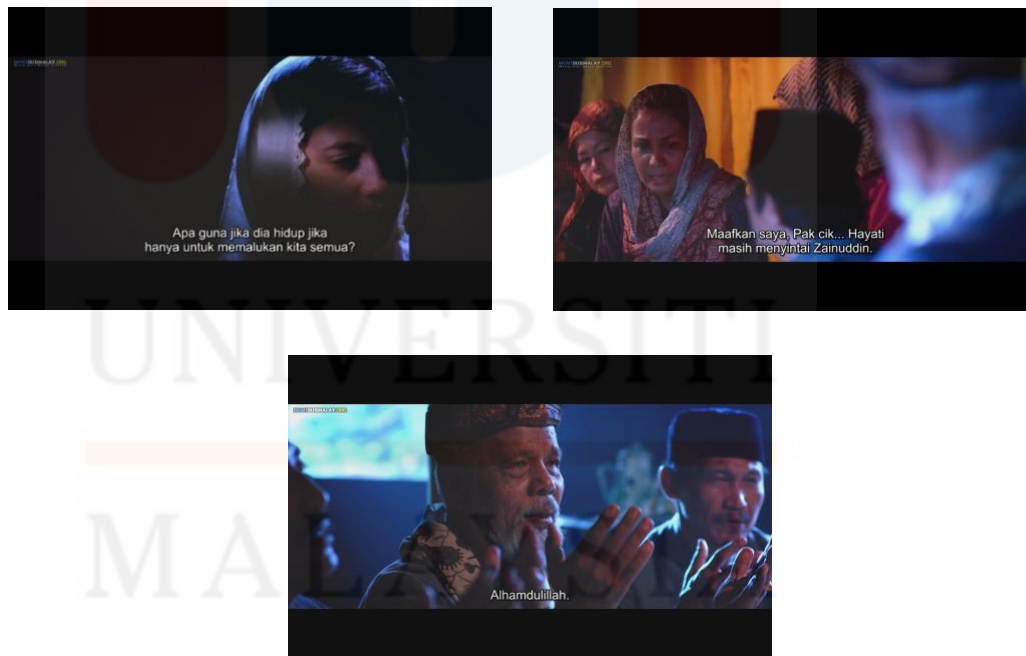 Apa guna jika dia hidup jika
hanya untuk memalukan kita semua?
Maafkan saya, Pak cik... Hayati
masih menyintai Zainuddin.
Alhamdulillah.
UNIVERSITI
MALAYSIA